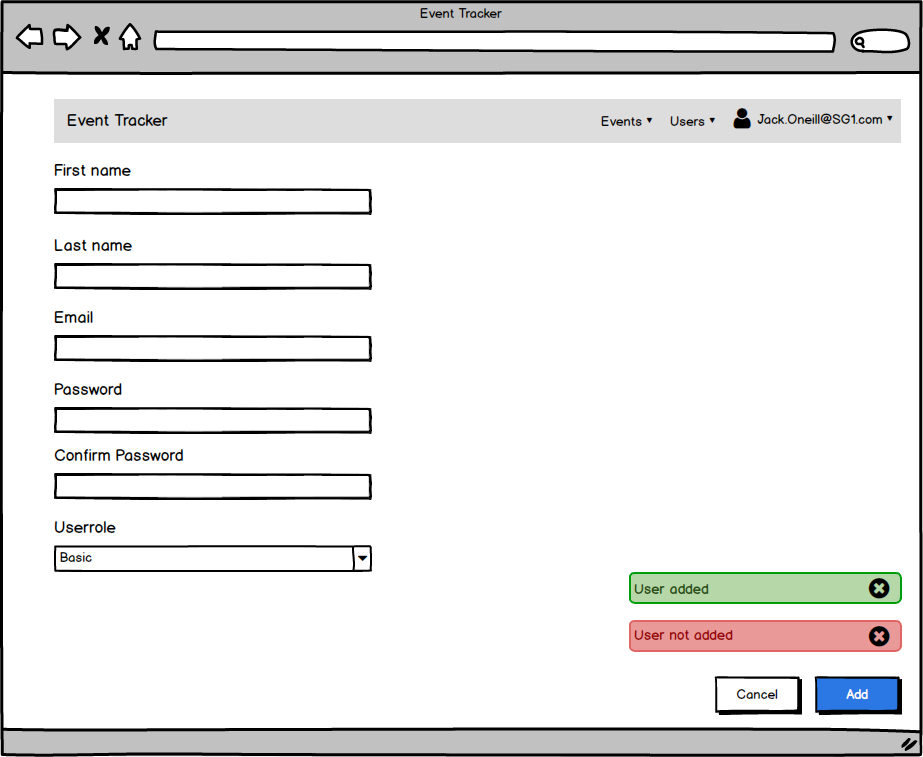 Event Tracker
Event Tracker
Events Users Jack.Oneill@SG1.com
First name
Last name
Email
Password
Confirm Password
Userrole
Basic
User added
User not added
Cancel Add